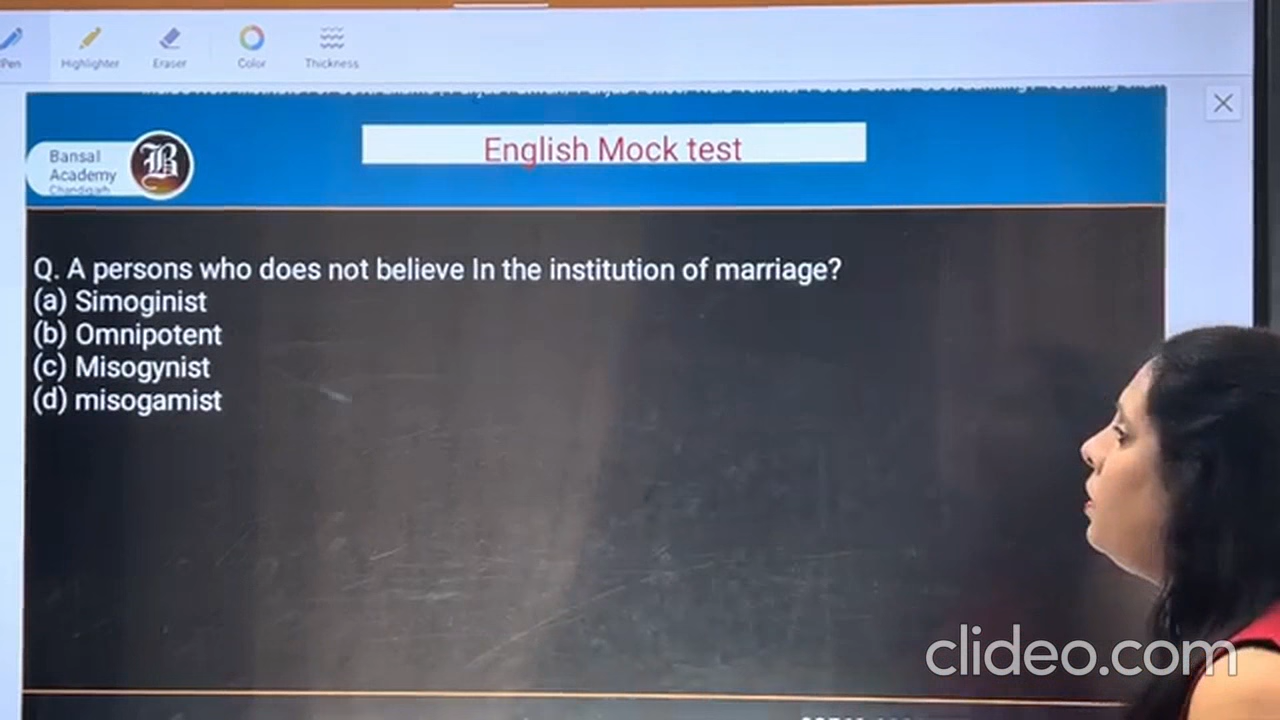 Pen
Highlighter
Eraser
Color
Thickness
Bansal
Academy
Chandigarh
B
English Mock test
Q. A persons who does not believe In the institution of marriage?
(a) Simoginist
(b) Omnipotent
(c) Misogynist
(d) misogamist
clideo.com